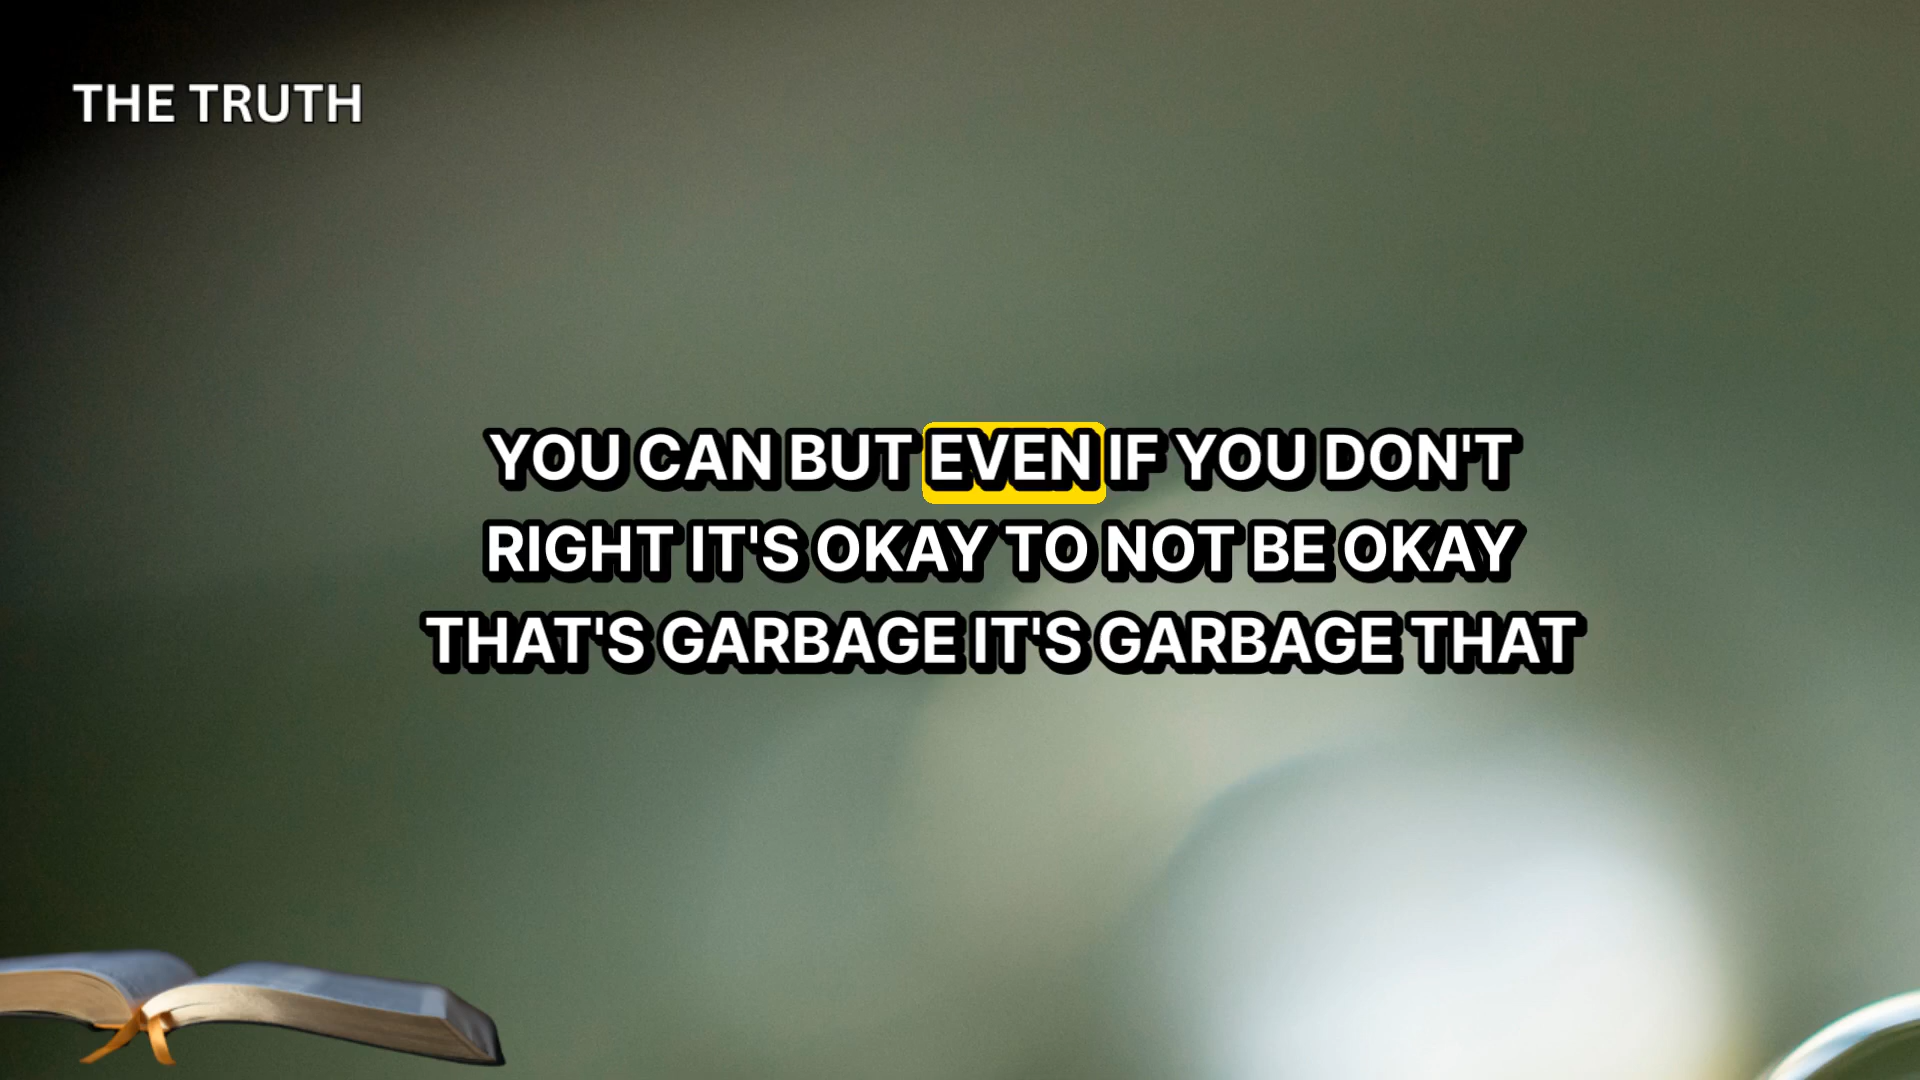 THE TRUTH
YOU CAN BUT EVEN IF YOU DON'T
RIGHT IT'S OKAY TO NOT BE OKAY
THAT'S GARBAGE IT'S GARBAGE THAT